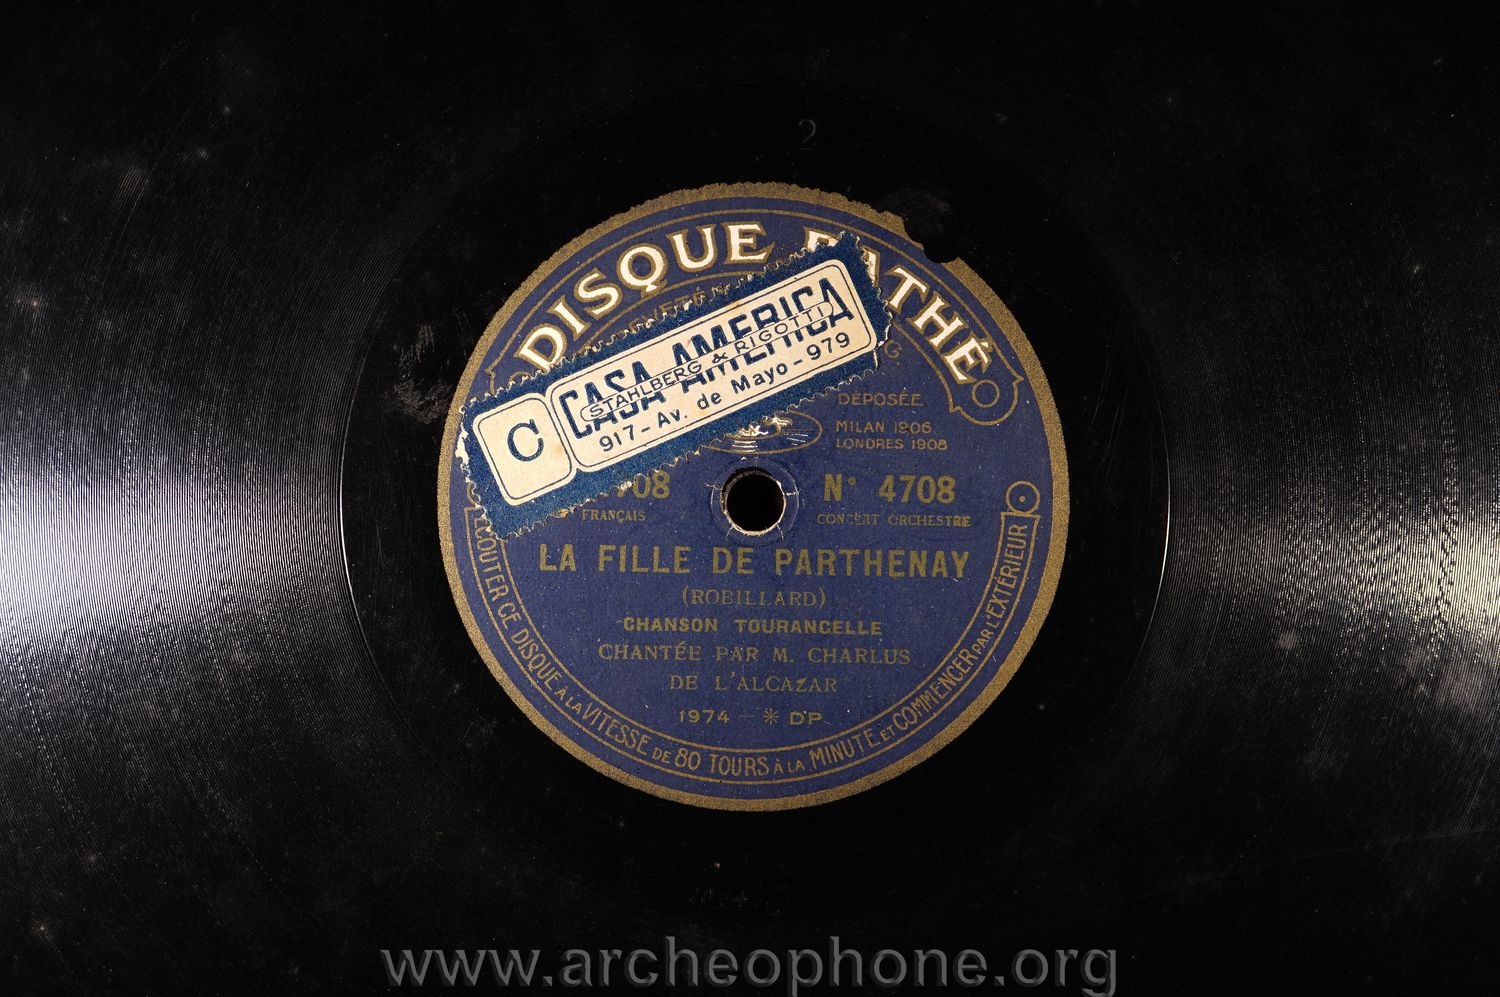 2
DISQUE PATHÉ
C
CASA AMERICA
STAHLBERG & RIGOTTI
917-Av. de Mayo-979
DÉPOSÉE
MILAN 1906
LONDRES 1908
N° 4708
FRANÇAIS
CONCERT ORCHESTRE
LA FILLE DE PARTHENAY
(ROBILLARD)
CHANSON TOURANGELLE
CHANTÉE PAR M. CHARLUS
DE L'ALCAZAR
1974 - * DP
ÉCOUTER CE DISQUE A LA VITESSE DE 80 TOURS À LA MINUTE ET COMMENCER PAR L'EXTÉRIEUR
www.archeophone.org